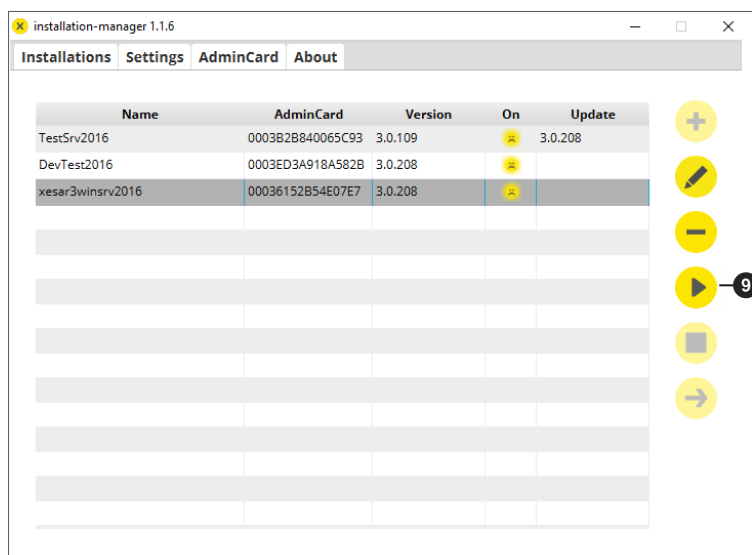 installation-manager 1.1.6
Installations Settings AdminCard About
Name AdminCard Version On Update
TestSrv2016 0003B2B840065C93 3.0.109 3.0.208
DevTest2016 0003ED3A918A582B 3.0.208
xesar3winsrv2016 00036152B54E07E7 3.0.208
9